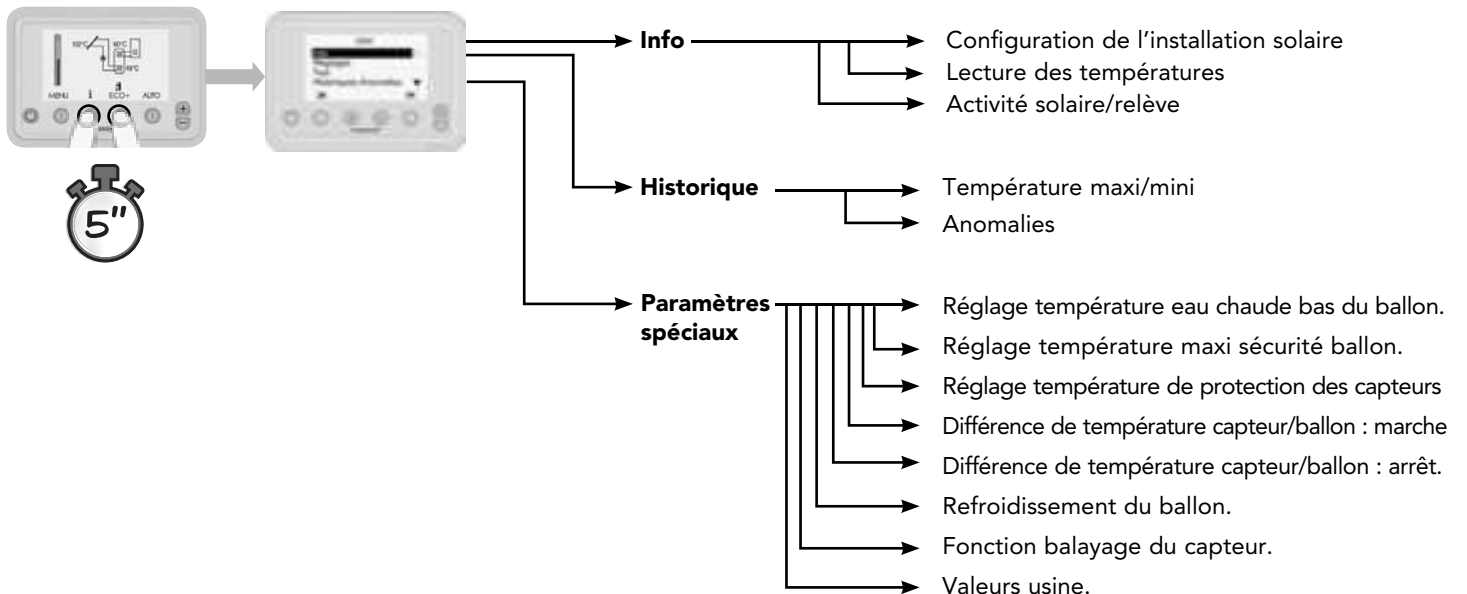 Info
Configuration de l'installation solaire
Lecture des températures
Activité solaire/relève
MENU i ECO+ AUTO
5"
Historique
Température maxi/mini
Anomalies
Paramètres
spéciaux
Réglage température eau chaude bas du ballon.
Réglage température maxi sécurité ballon.
Réglage température de protection des capteurs
Différence de température capteur/ballon : marche
Différence de température capteur/ballon : arrêt.
Refroidissement du ballon.
Fonction balayage du capteur.
Valeurs usine.